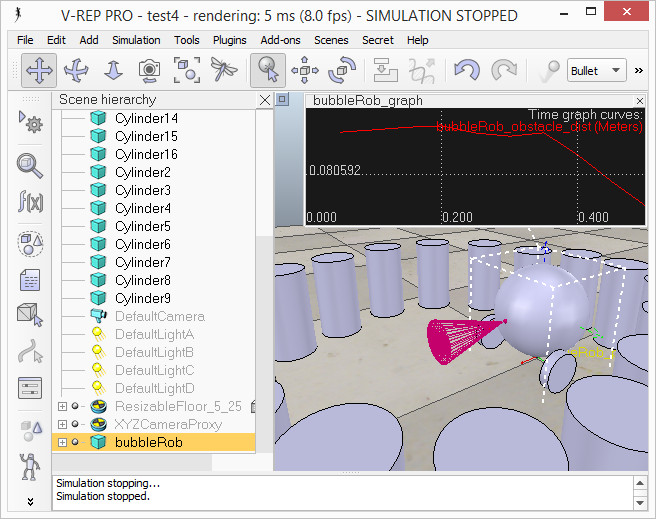 V-REP PRO - test4 - rendering: 5 ms (8.0 fps) - SIMULATION STOPPED
File Edit Add Simulation Tools Plugins Add-ons Scenes Secret Help
Bullet
Scene hierarchy
Cylinder14
Cylinder15
Cylinder16
Cylinder2
Cylinder3
Cylinder4
Cylinder5
Cylinder6
Cylinder7
Cylinder8
Cylinder9
DefaultCamera
DefaultLightA
DefaultLightB
DefaultLightC
DefaultLightD
ResizableFloor_5_25
XYZCameraProxy
bubbleRob
bubbleRob_graph
Time graph curves:
bubbleRob_obstacle_dist (Meters)
0.080592
0.000 0.200 0.400
f(x)
Simulation stopping...
Simulation stopped.